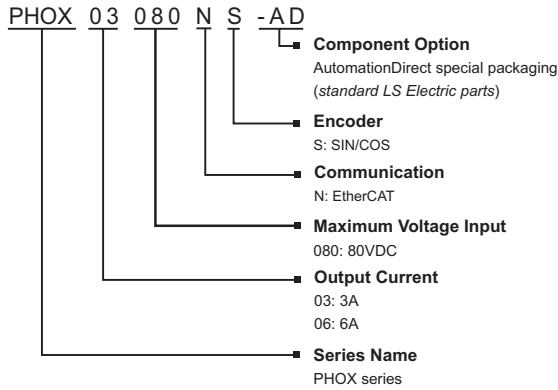 PHOX 03 080 N S -AD
Component Option
AutomationDirect special packaging
(standard LS Electric parts)
Encoder
S: SIN/COS
Communication
N: EtherCAT
Maximum Voltage Input
080: 80VDC
Output Current
03: 3A
06: 6A
Series Name
PHOX series